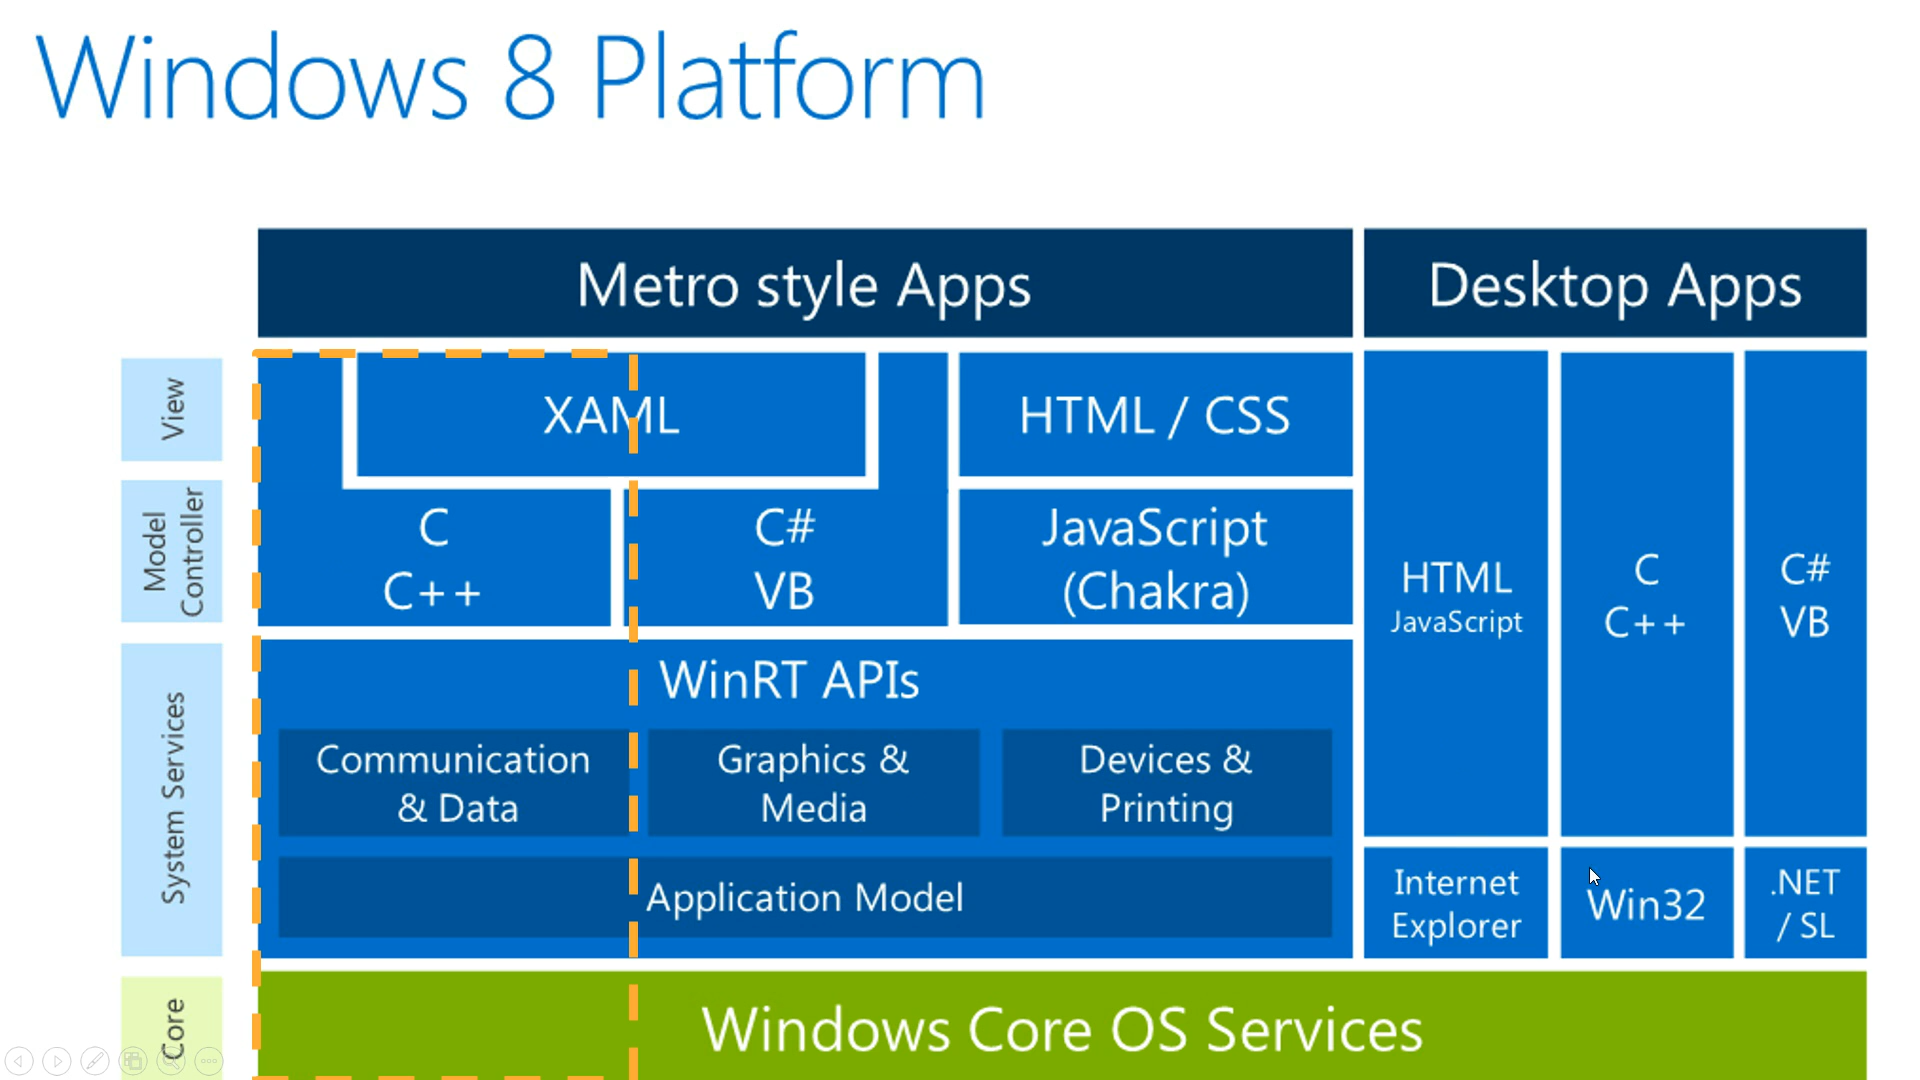 Windows 8 Platform
Metro style Apps
Desktop Apps
View
XAML
HTML / CSS
Model
Controller
C
C++
C#
VB
JavaScript
(Chakra)
HTML
JavaScript
C
C++
C#
VB
System Services
WinRT APIs
Communication
& Data
Graphics &
Media
Devices &
Printing
Application Model
Internet
Explorer
Win32
.NET
/ SL
Core
Windows Core OS Services